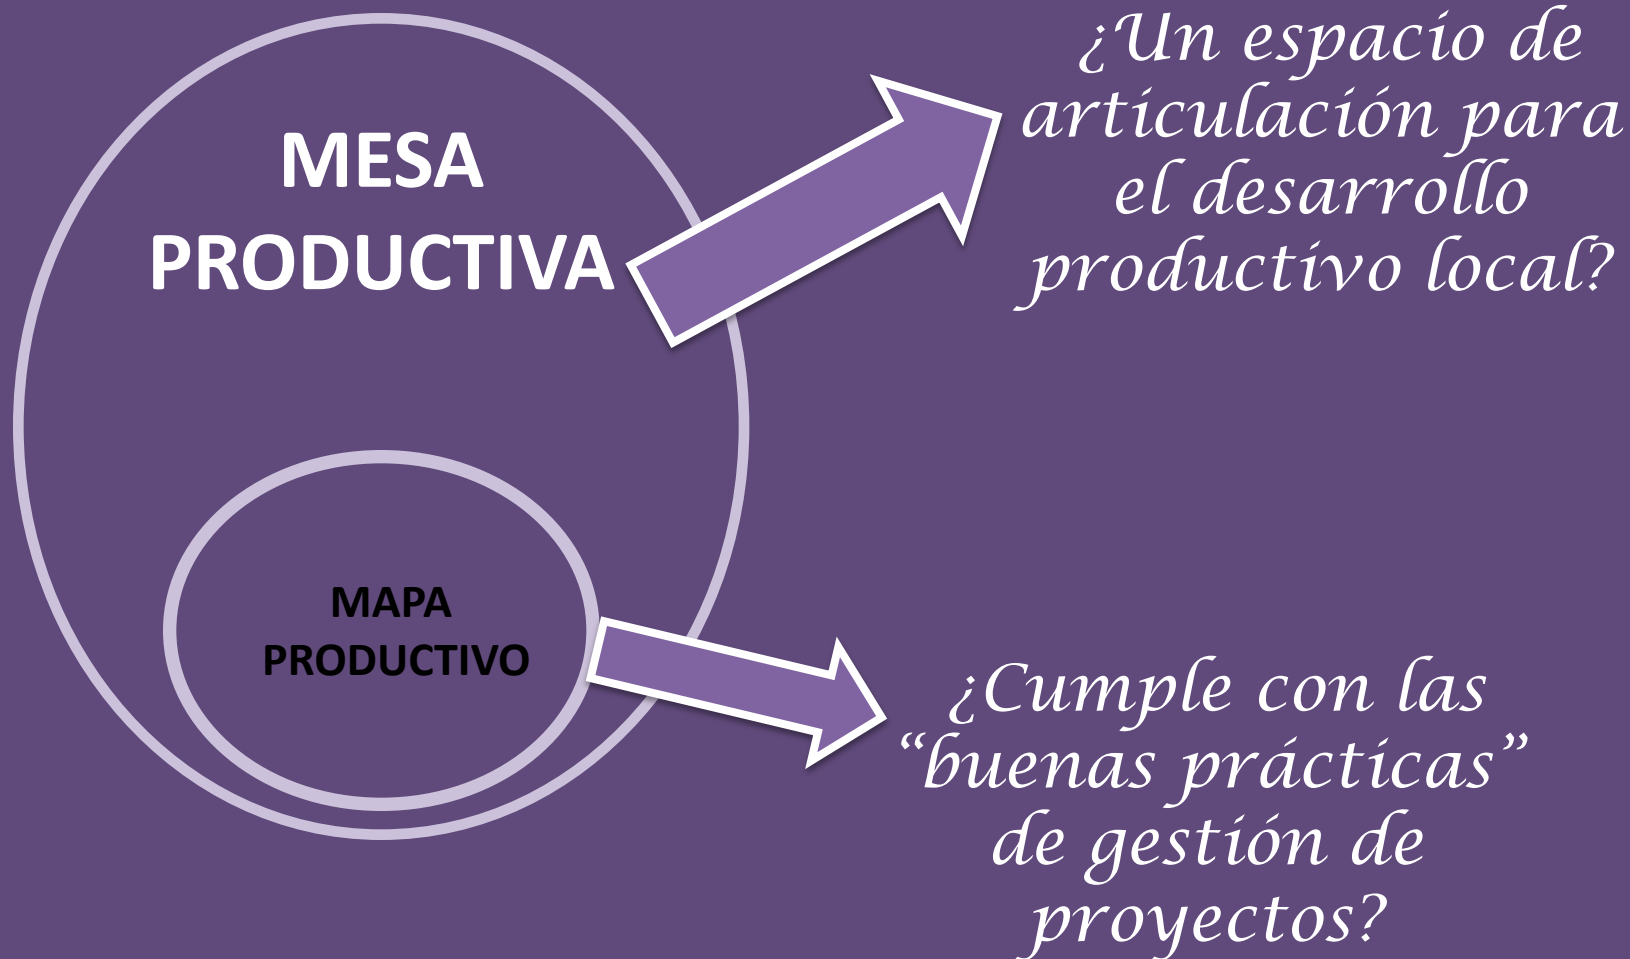 MESA
PRODUCTIVA
¿Un espacio de
articulación para
el desarrollo
productivo local?
MAPA
PRODUCTIVO
¿Cumple con las
“buenas prácticas”
de gestión de
proyectos?